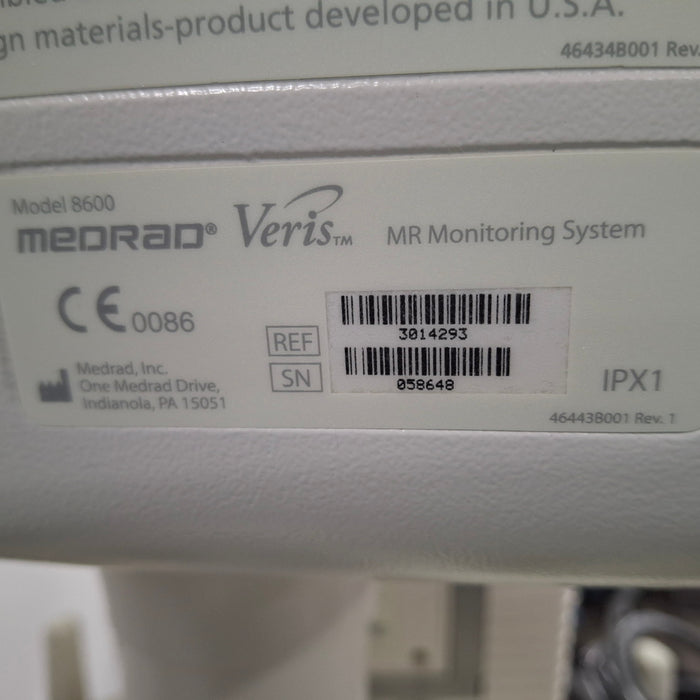 gn materials-product developed in U.S.A.
46434B001 Rev.
Model 8600
MEDRAD® Veris™ MR Monitoring System
CE 0086
REF 3014293
SN 058648
Medrad, Inc.
One Medrad Drive,
Indianola, PA 15051
IPX1
46443B001 Rev. 1